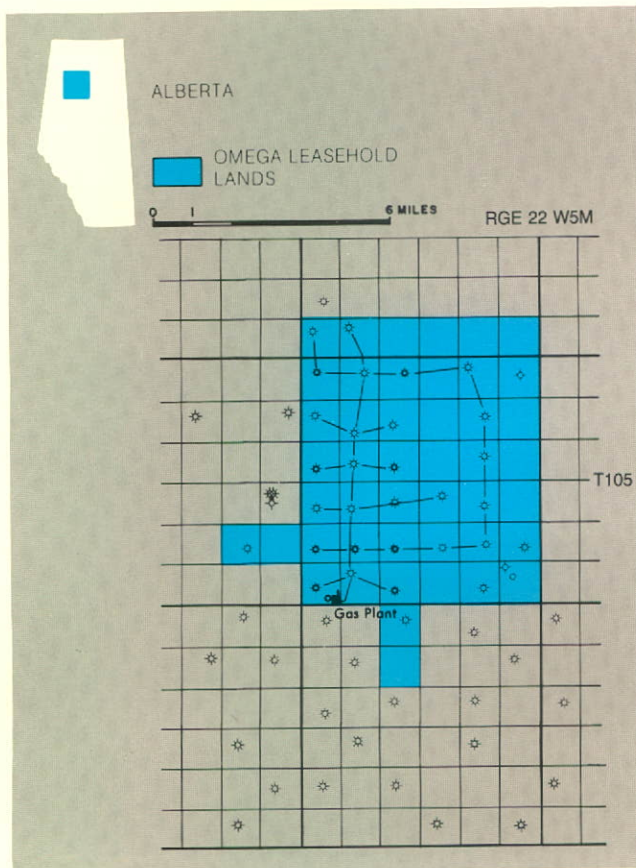 ALBERTA
OMEGA LEASEHOLD
LANDS
0 1 6 MILES
RGE 22 W5M
T105
Gas Plant